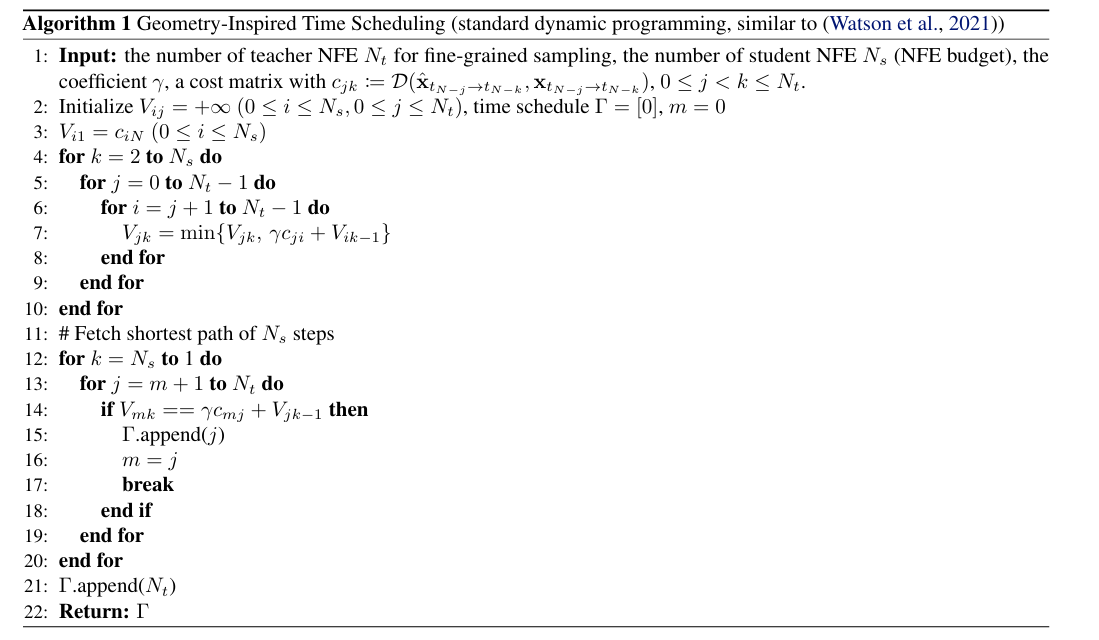 Algorithm 1 Geometry-Inspired Time Scheduling (standard dynamic programming, similar to (Watson et al., 2021))
1: Input: the number of teacher NFE $N_t$ for fine-grained sampling, the number of student NFE $N_s$ (NFE budget), the
coefficient $\gamma$, a cost matrix with $c_{jk} := \mathcal{D}(\hat{\mathbf{x}}_{t_{N-j} \to t_{N-k}}, \mathbf{x}_{t_{N-j} \to t_{N-k}}), 0 \leq j < k \leq N_t$.
2: Initialize $V_{ij} = +\infty$ $(0 \leq i \leq N_s, 0 \leq j \leq N_t)$, time schedule $\Gamma = [0]$, $m = 0$
3: $V_{i1} = c_{iN}$ $(0 \leq i \leq N_s)$
4: for $k = 2$ to $N_s$ do
5: for $j = 0$ to $N_t - 1$ do
6: for $i = j + 1$ to $N_t - 1$ do
7: $V_{jk} = \min\{V_{jk}, \gamma c_{ji} + V_{ik-1}\}$
8: end for
9: end for
10: end for
11: # Fetch shortest path of $N_s$ steps
12: for $k = N_s$ to 1 do
13: for $j = m + 1$ to $N_t$ do
14: if $V_{mk} == \gamma c_{mj} + V_{jk-1}$ then
15: $\Gamma$.append($j$)
16: $m = j$
17: break
18: end if
19: end for
20: end for
21: $\Gamma$.append($N_t$)
22: Return: $\Gamma$